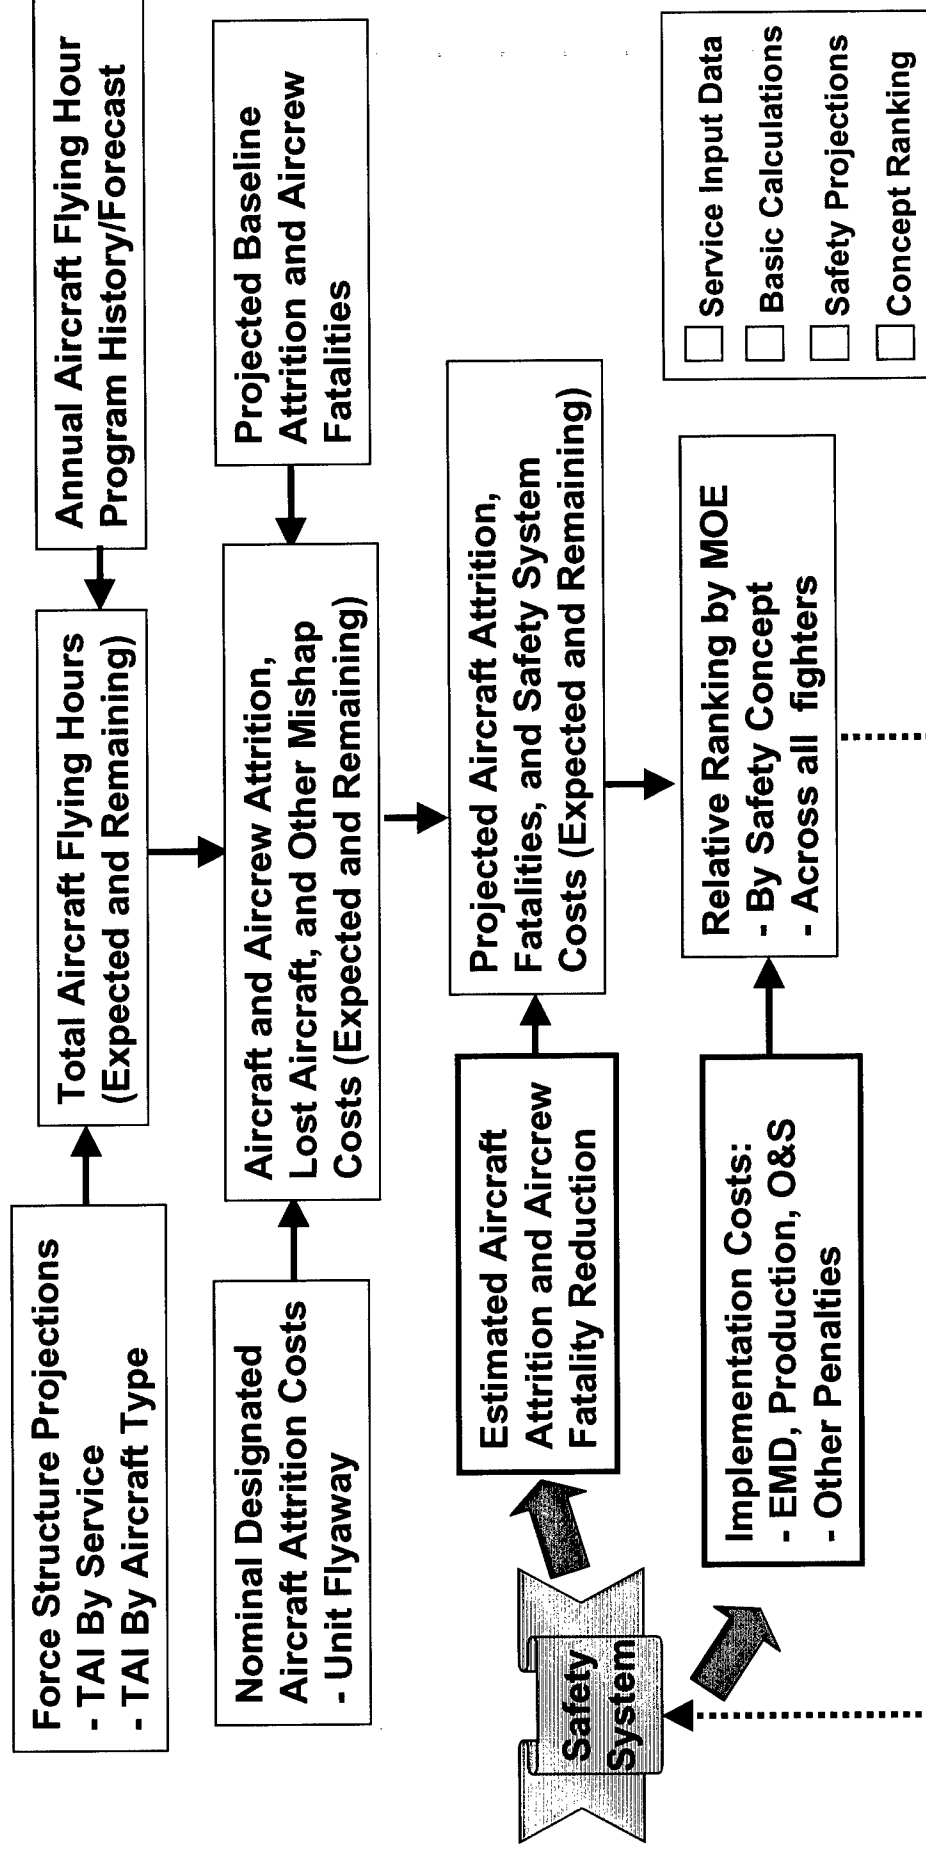 Force Structure Projections
- TAI By Service
- TAI By Aircraft Type
Total Aircraft Flying Hours
(Expected and Remaining)
Annual Aircraft Flying Hour
Program History/Forecast
Nominal Designated
Aircraft Attrition Costs
- Unit Flyaway
Aircraft and Aircrew Attrition,
Lost Aircraft, and Other Mishap
Costs (Expected and Remaining)
Projected Baseline
Attrition and Aircrew
Fatalities
Safety
System
Estimated Aircraft
Attrition and Aircrew
Fatality Reduction
Projected Aircraft Attrition,
Fatalities, and Safety System
Costs (Expected and Remaining)
Implementation Costs:
- EMD, Production, O&S
- Other Penalties
Relative Ranking by MOE
- By Safety Concept
- Across all fighters
Service Input Data
Basic Calculations
Safety Projections
Concept Ranking